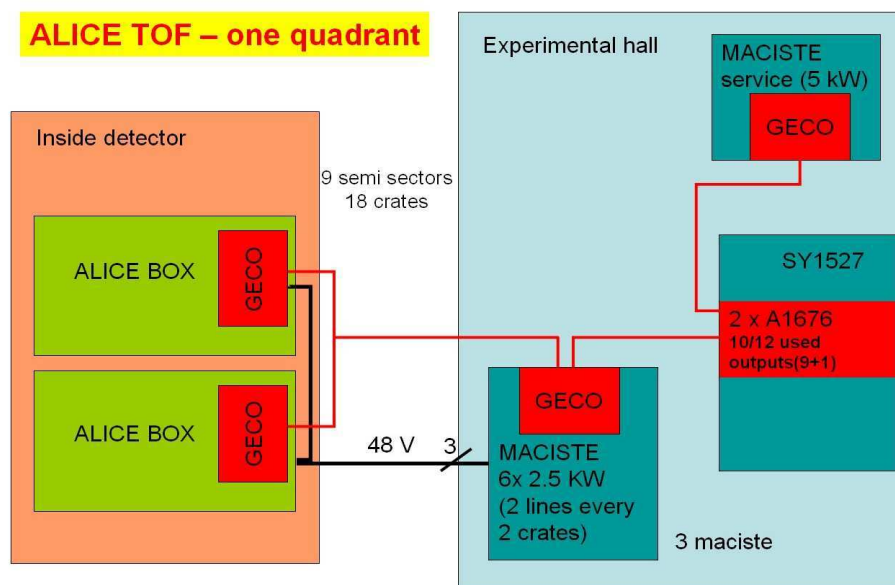 ALICE TOF – one quadrant
Experimental hall
MACISTE
service (5 kW)
GECO
Inside detector
9 semi sectors
18 crates
ALICE BOX
GECO
SY1527
2 x A1676
10/12 used
outputs(9+1)
ALICE BOX
GECO
GECO
48 V
3
MACISTE
6x 2.5 KW
(2 lines every
2 crates)
3 maciste